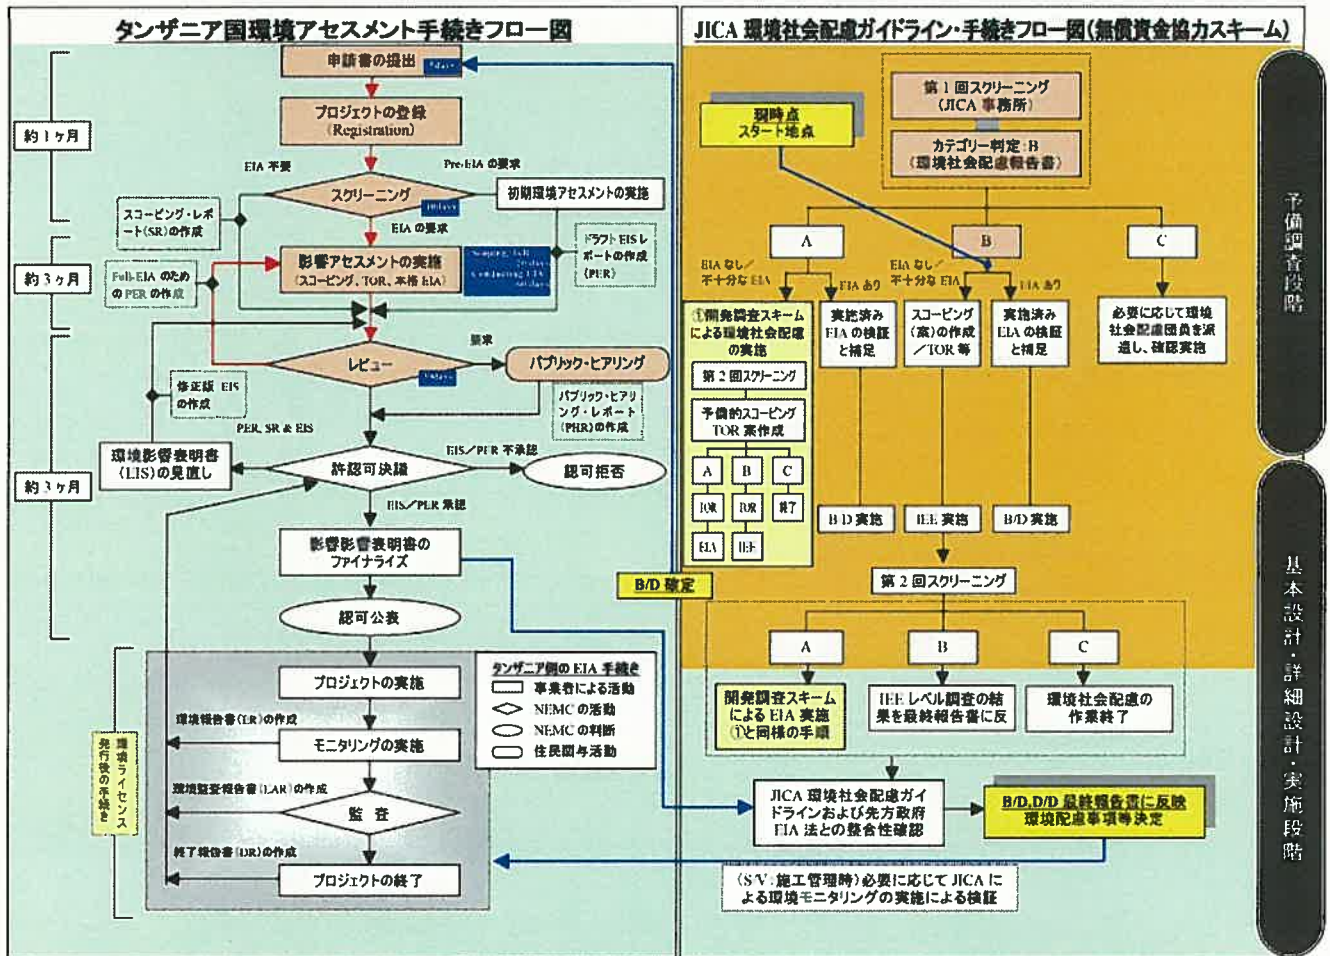 タンザニア国環境アセスメント手続きフロー図
申請書の提出
プロジェクトの登録
(Registration)
約1ヶ月
EIA 不要
Pre-EIA の要求
スクリーニング
初期環境アセスメントの実施
スコーピング・レポ
ート(SR)の作成
EIA の要求
ドラフト EIS レ
ポートの作成
(PER)
影響アセスメントの実施
(スコーピング、TOR、本格 EIA)
約3ヶ月
Full-EIA のため
の PER の作成
レビュー
要求
パブリック・ヒアリング
修正版 EIS
の作成
パブリック・ヒアリ
ング・レポート
(PHR)の作成
PER, SR & EIS
環境影響表明書
(EIS)の見直し
許認可決議
EIS/PER 不承認
認可拒否
約3ヶ月
EIS/PER 承認
影響影響表明書の
ファイナライズ
認可公表
プロジェクトの実施
環境報告書(ER)の作成
モニタリングの実施
環境監査報告書(EAR)の作成
監 査
終了報告書(DR)の作成
プロジェクトの終了
環境ライセンス
発行後の手続き
タンザニア側の EIA 手続き
事業者による活動
NEMC の活動
NEMC の判断
住民関与活動
B/D 確定
JICA 環境社会配慮ガイドライン・手続きフロー図(無償資金協力スキーム)
現時点
スタート地点
第1回スクリーニング
(JICA 事務所)
カテゴリー判定:B
(環境社会配慮報告書)
A
B
C
EIA なし/
不十分な EIA
EIA あり
EIA なし/
不十分な EIA
EIA あり
①開発調査スキーム
による環境社会配慮
の実施
第2回スクリーニング
予備的スコーピング
TOR 案作成
A
B
C
TOR
TOR
終了
EIA
IEE
実施済み
EIA の検証
と補足
スコーピング
(案)の作成
/TOR 等
実施済み
EIA の検証
と補足
必要に応じて環境
社会配慮団員を派
遣し、確認実施
B/D 実施
IEE 実施
B/D 実施
第2回スクリーニング
A
B
C
開発調査スキーム
による EIA 実施
①と同様の手順
IEE レベル調査の結
果を最終報告書に反
環境社会配慮の
作業終了
JICA 環境社会配慮ガイ
ドラインおよび先方政府
EIA 法との整合性確認
B/D,D/D 最終報告書に反映
環境配慮事項等決定
(S/V:施工管理時)必要に応じて JICA に
よる環境モニタリングの実施による検証
予備調査段階
基本設計・詳細設計・実施段階